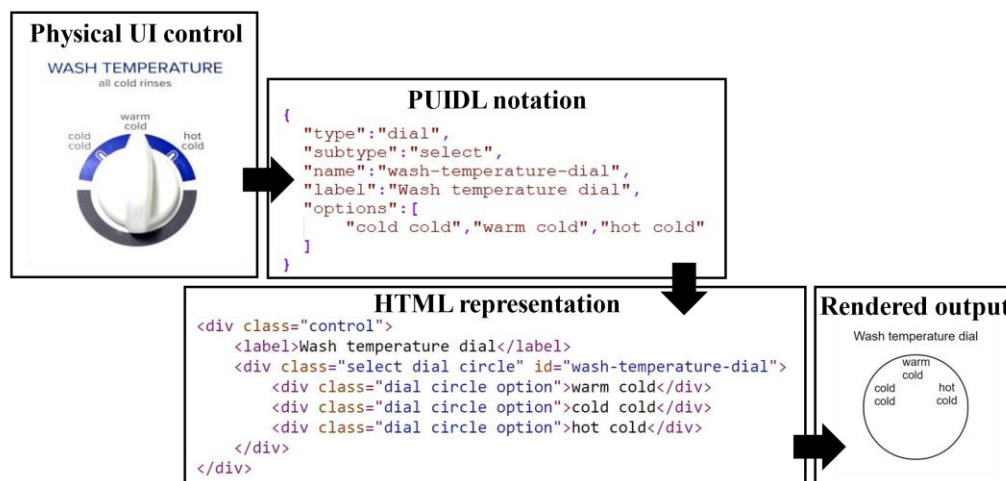 Physical UI control
WASH TEMPERATURE
all cold rinses
warm
cold
cold
cold
hot
cold
PUIDL notation
{
"type":"dial",
"subtype":"select",
"name":"wash-temperature-dial",
"label":"Wash temperature dial",
"options":[
"cold cold","warm cold","hot cold"
]
}
HTML representation
<div class="control">
<label>Wash temperature dial</label>
<div class="select dial circle" id="wash-temperature-dial">
<div class="dial circle option">warm cold</div>
<div class="dial circle option">cold cold</div>
<div class="dial circle option">hot cold</div>
</div>
</div>
Rendered output
Wash temperature dial
warm
cold
cold
cold
hot
cold